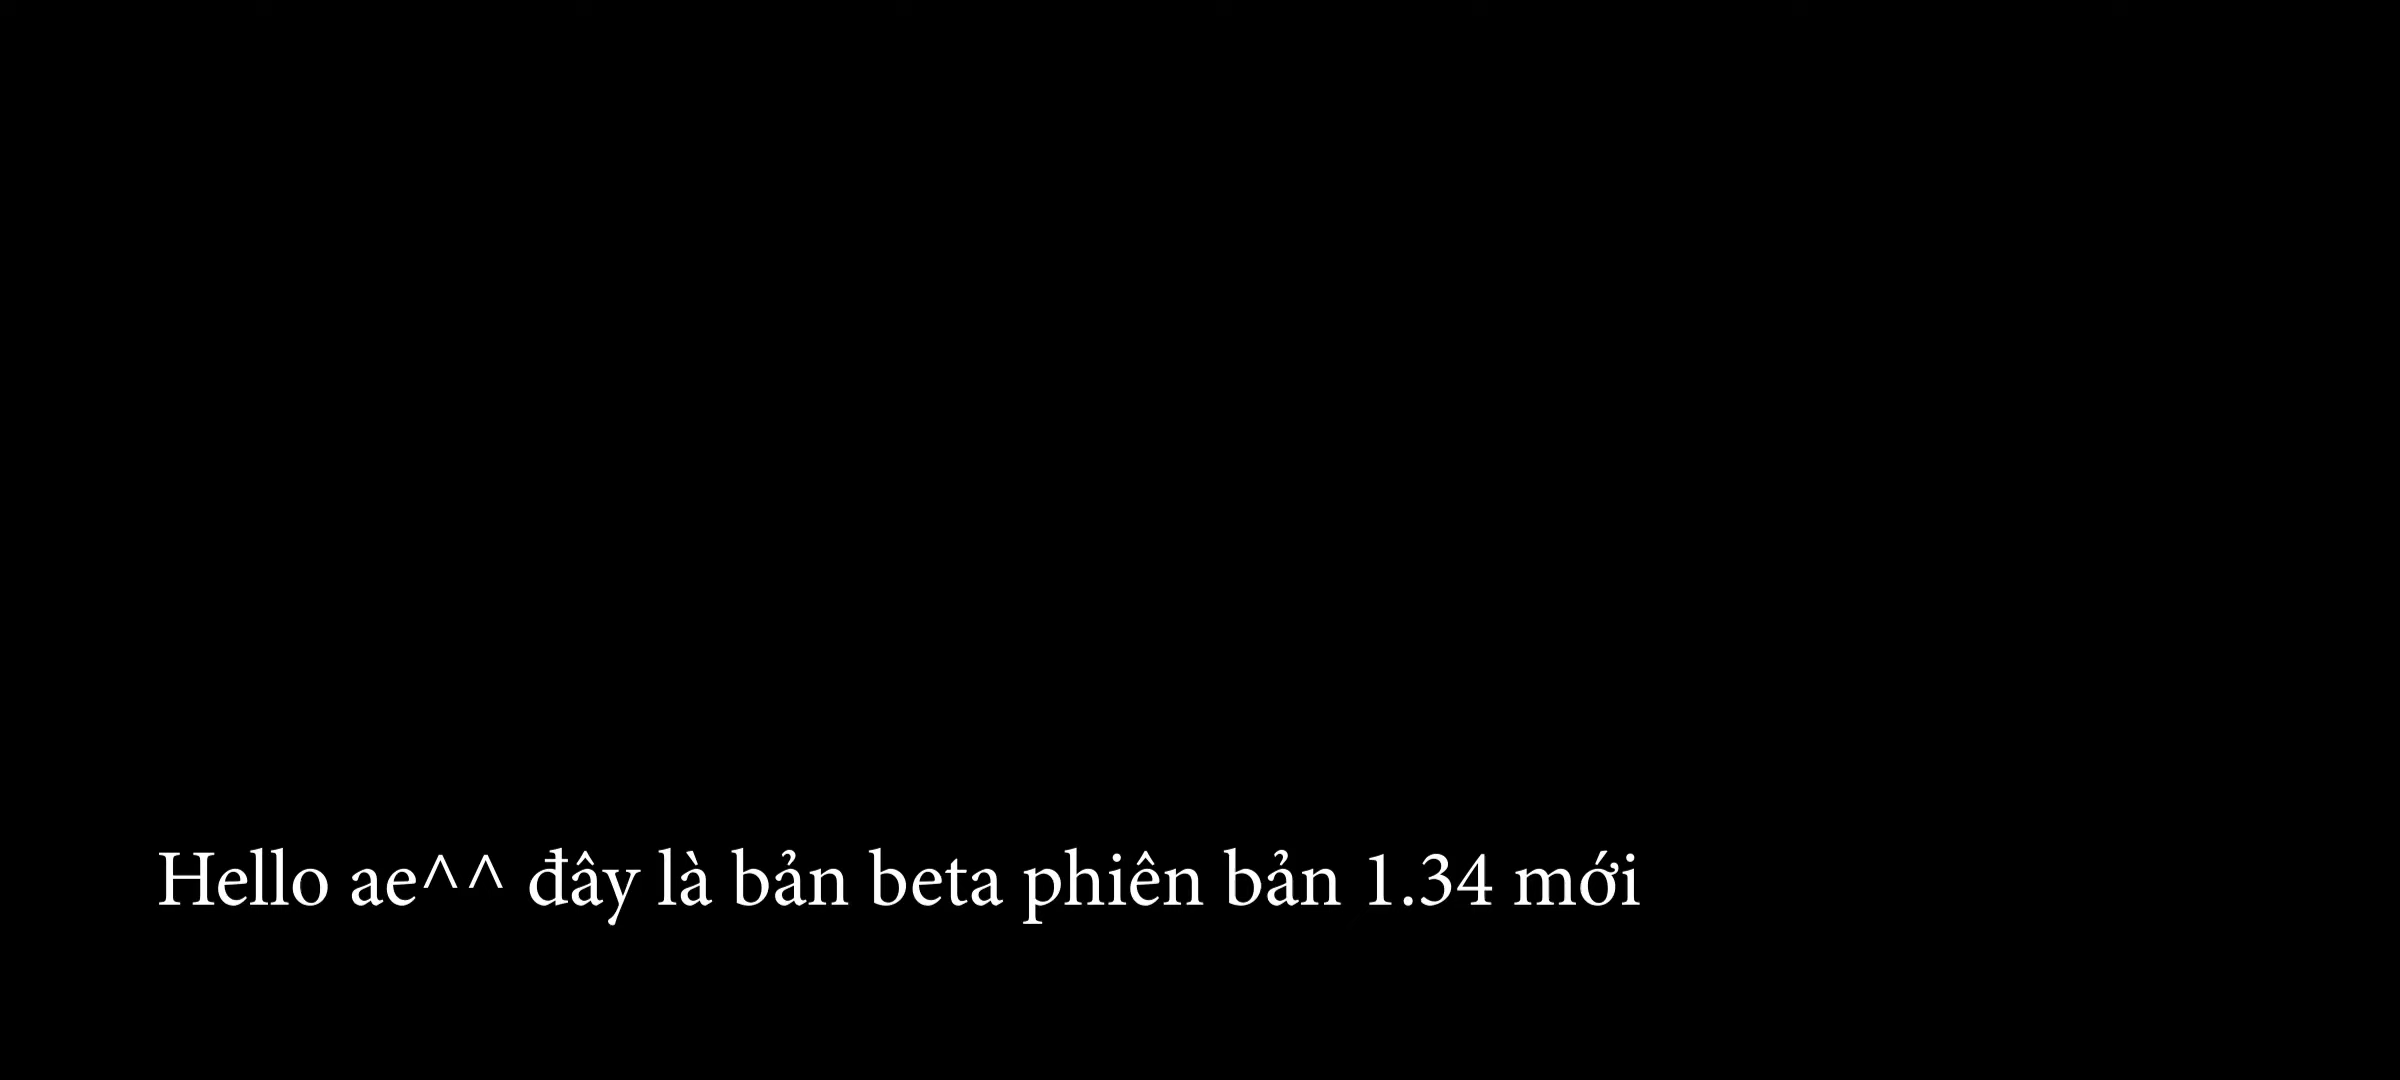 Hello ae^^ đây là bản beta phiên bản 1.34 mới